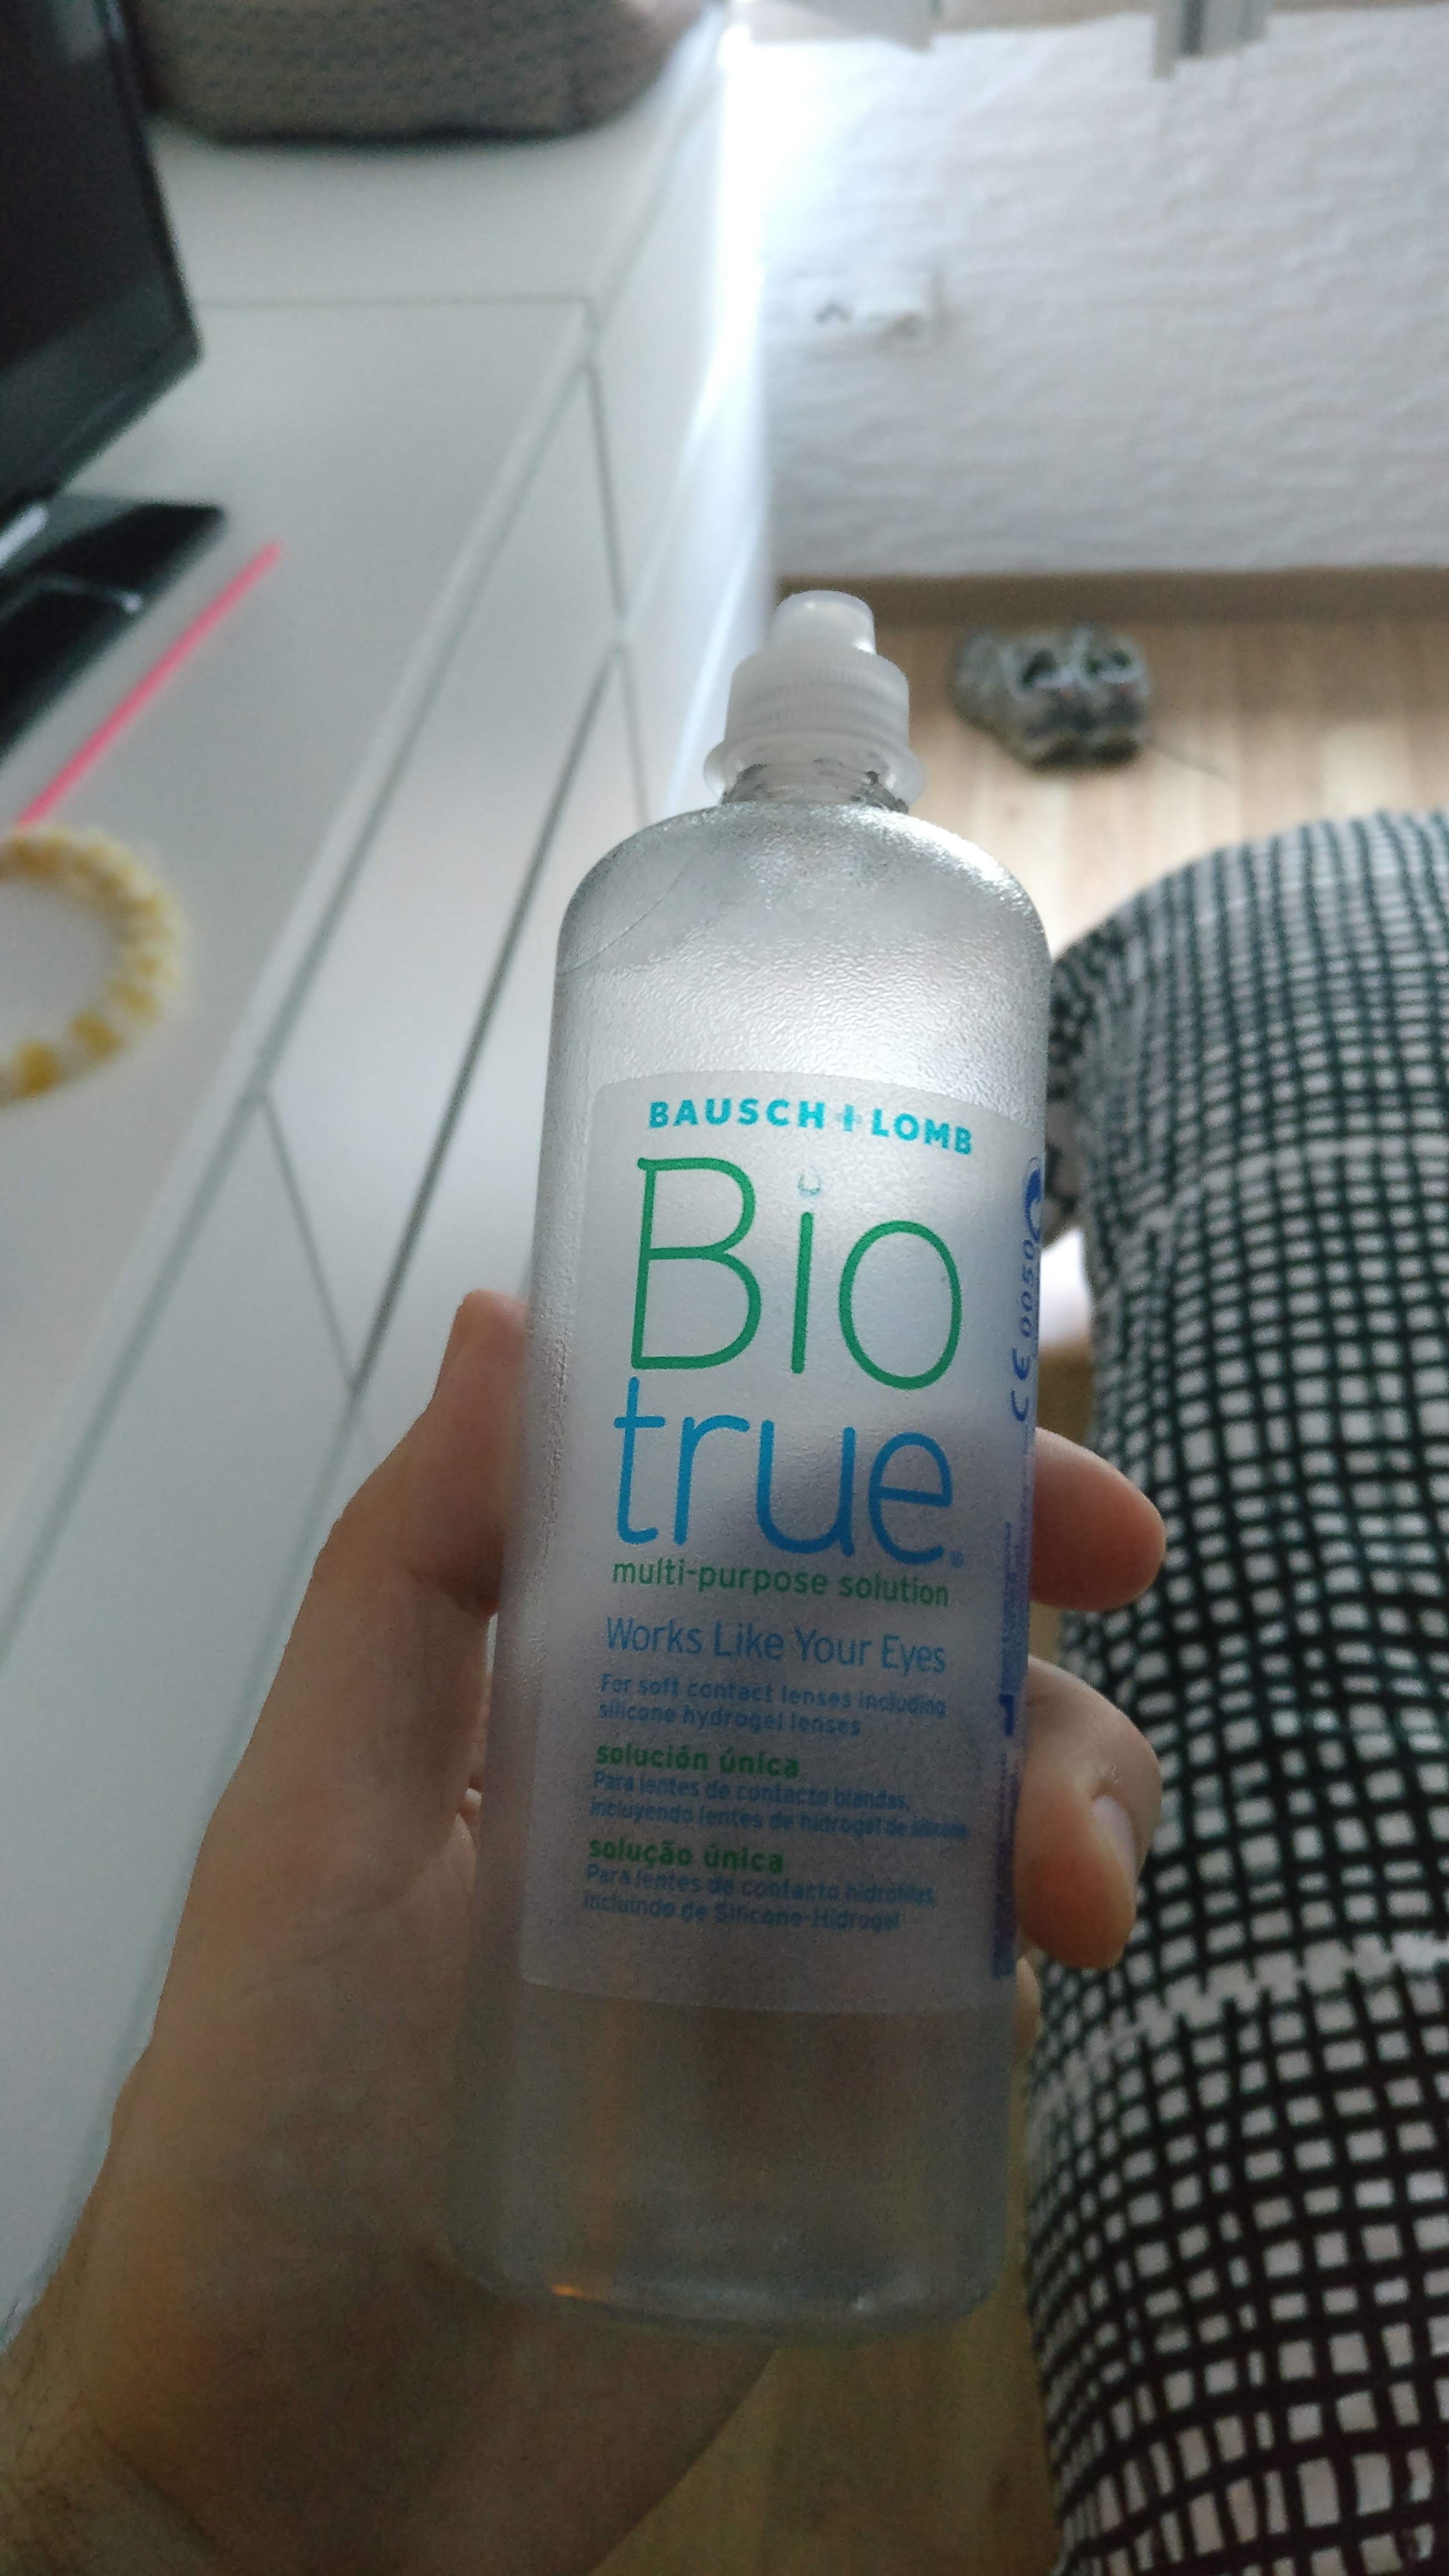 BAUSCH + LOMB
Bio
true®
multi-purpose solution
Works Like Your Eyes
For soft contact lenses including
silicone hydrogel lenses
solución única
Para lentes de contacto blandas,
incluyendo lentes de hidrogel de silicona
solução única
Para lentes de contacto hidrófilas,
incluindo de Silicone-Hidrogel
CE 0050